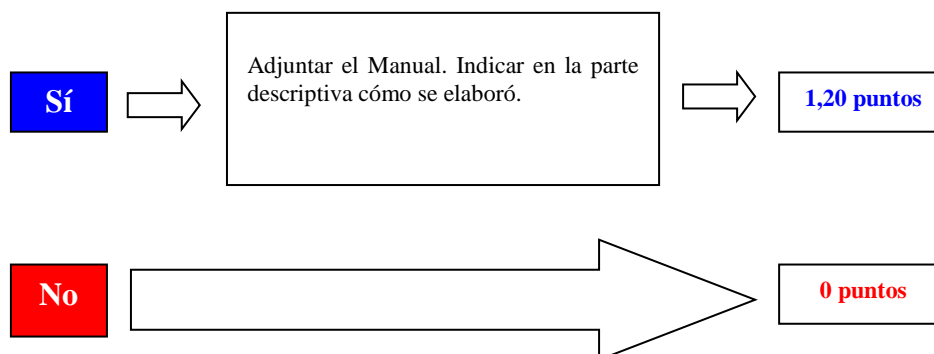 Adjuntar el Manual. Indicar en la parte
descriptiva cómo se elaboró.
Sí
1,20 puntos
No
0 puntos